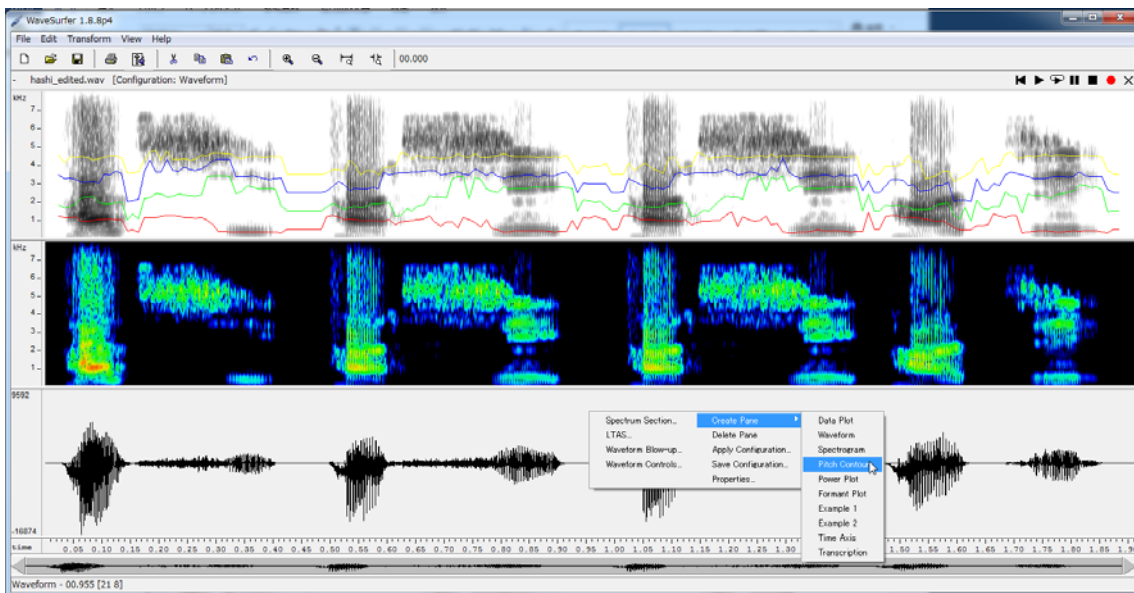 WaveSurfer 1.8.8p4
File Edit Transform View Help
00.000
- hashi_edited.wav [Configuration: Waveform]
kHz
7
6
5
4
3
2
1
kHz
7
6
5
4
3
2
1
9592
-16874
Spectrum Section...
LTAS...
Waveform Blow-up...
Waveform Controls...
Create Pane
Delete Pane
Apply Configuration...
Save Configuration...
Properties...
Data Plot
Waveform
Spectrogram
Pitch Contour
Power Plot
Formant Plot
Example 1
Example 2
Time Axis
Transcription
time 0.05 0.10 0.15 0.20 0.25 0.30 0.35 0.40 0.45 0.50 0.55 0.60 0.65 0.70 0.75 0.80 0.85 0.90 0.95 1.00 1.05 1.10 1.15 1.20 1.25 1.30 1.50 1.55 1.60 1.65 1.70 1.75 1.80 1.85 1.9
Waveform - 00.955 [21 8]